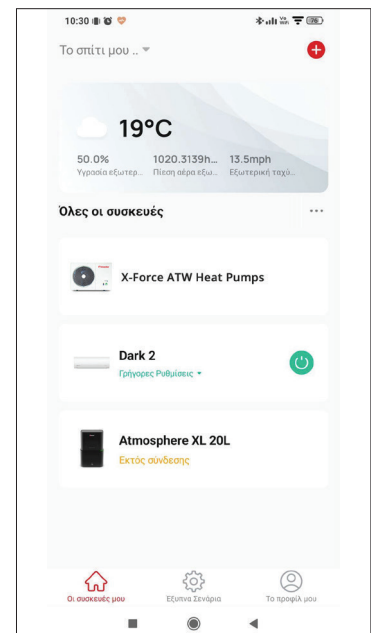 10:30
Το σπίτι μου ..
19°C
50.0% 1020.3139h... 13.5mph
Υγρασία εξωτερ... Πίεση αέρα εξω... Εξωτερική ταχύ...
Όλες οι συσκευές
X-Force ATW Heat Pumps
Dark 2
Γρήγορες Ρυθμίσεις
Atmosphere XL 20L
Εκτός σύνδεσης
Οι συσκευές μου Εξυπνα Σενάρια Το προφίλ μου